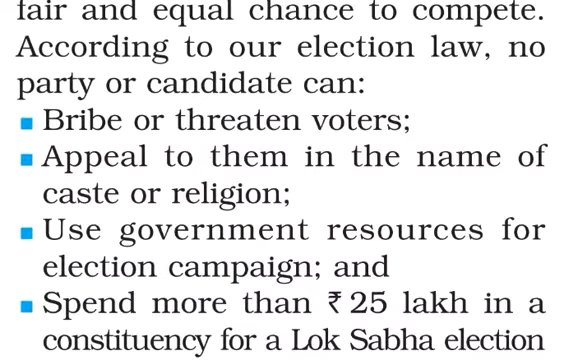 fair and equal chance to compete.
According to our election law, no
party or candidate can:
■ Bribe or threaten voters;
■ Appeal to them in the name of
caste or religion;
■ Use government resources for
election campaign; and
■ Spend more than ₹ 25 lakh in a
constituency for a Lok Sabha election